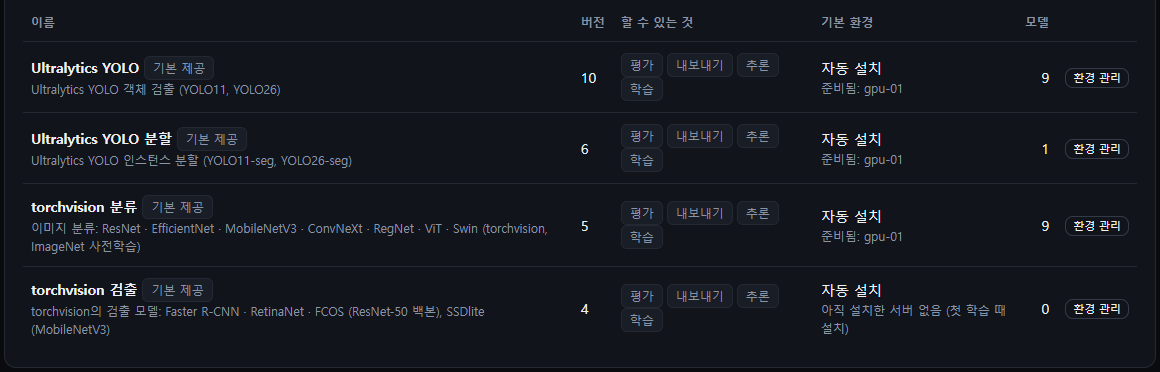 이름 버전 할 수 있는 것 기본 환경 모델
Ultralytics YOLO 기본 제공
Ultralytics YOLO 객체 검출 (YOLO11, YOLO26)
10
평가 내보내기 추론
학습
자동 설치
준비됨: gpu-01
9 환경 관리
Ultralytics YOLO 분할 기본 제공
Ultralytics YOLO 인스턴스 분할 (YOLO11-seg, YOLO26-seg)
6
평가 내보내기 추론
학습
자동 설치
준비됨: gpu-01
1 환경 관리
torchvision 분류 기본 제공
이미지 분류: ResNet · EfficientNet · MobileNetV3 · ConvNeXt · RegNet · ViT · Swin (torchvision,
ImageNet 사전학습)
5
평가 내보내기 추론
학습
자동 설치
준비됨: gpu-01
9 환경 관리
torchvision 검출 기본 제공
torchvision의 검출 모델: Faster R-CNN · RetinaNet · FCOS (ResNet-50 백본), SSDlite
(MobileNetV3)
4
평가 내보내기 추론
학습
자동 설치
아직 설치한 서버 없음 (첫 학습 때
설치)
0 환경 관리